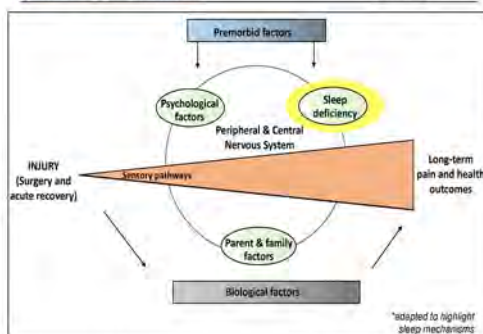 Premorbid factors
Psychological
factors
Sleep
deficiency
Peripheral & Central
Nervous System
INJURY
(Surgery and
acute recovery)
Sensory pathways
Long-term
pain and health
outcomes
Parent & family
factors
Biological factors
*adapted to highlight
sleep mechanisms